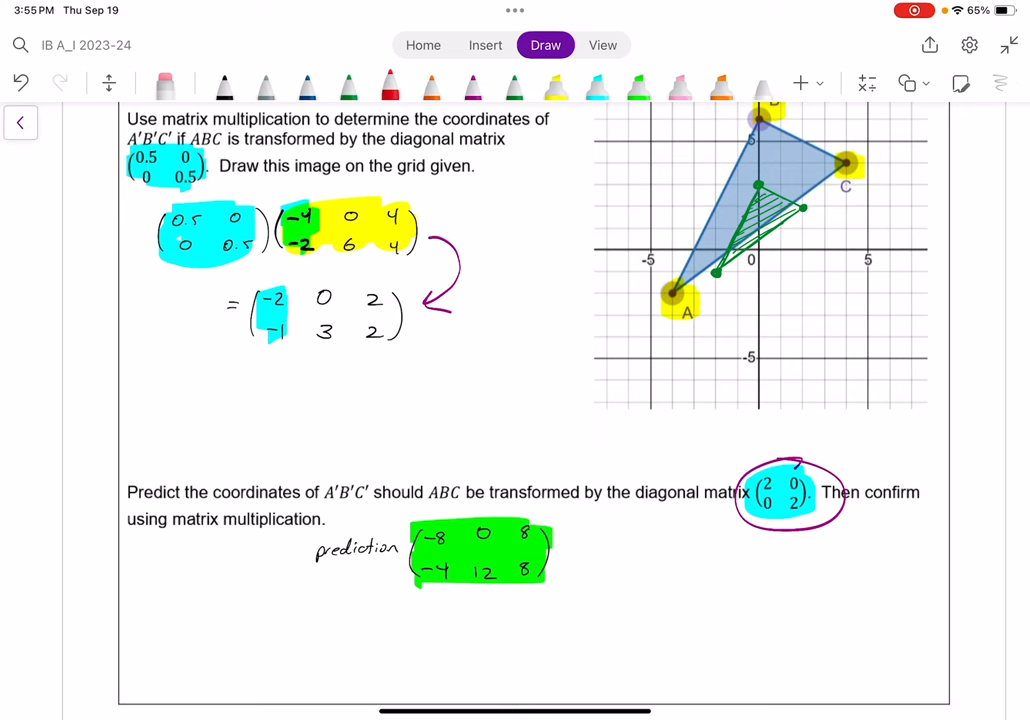 3:55 PM Thu Sep 19
65%
IB A_I 2023-24
Home Insert Draw View
Use matrix multiplication to determine the coordinates of
A′B′C′ if ABC is transformed by the diagonal matrix
(0.5 0
0 0.5). Draw this image on the grid given.
(0.5 0
0 0.5) (-4 0 4
-2 6 4)
= (-2 0 2
-1 3 2)
B
5
C
-5 0 5
A
-5
Predict the coordinates of A′B′C′ should ABC be transformed by the diagonal matrix (2 0
0 2). Then confirm
using matrix multiplication.
prediction (-8 0 8
-4 12 8)